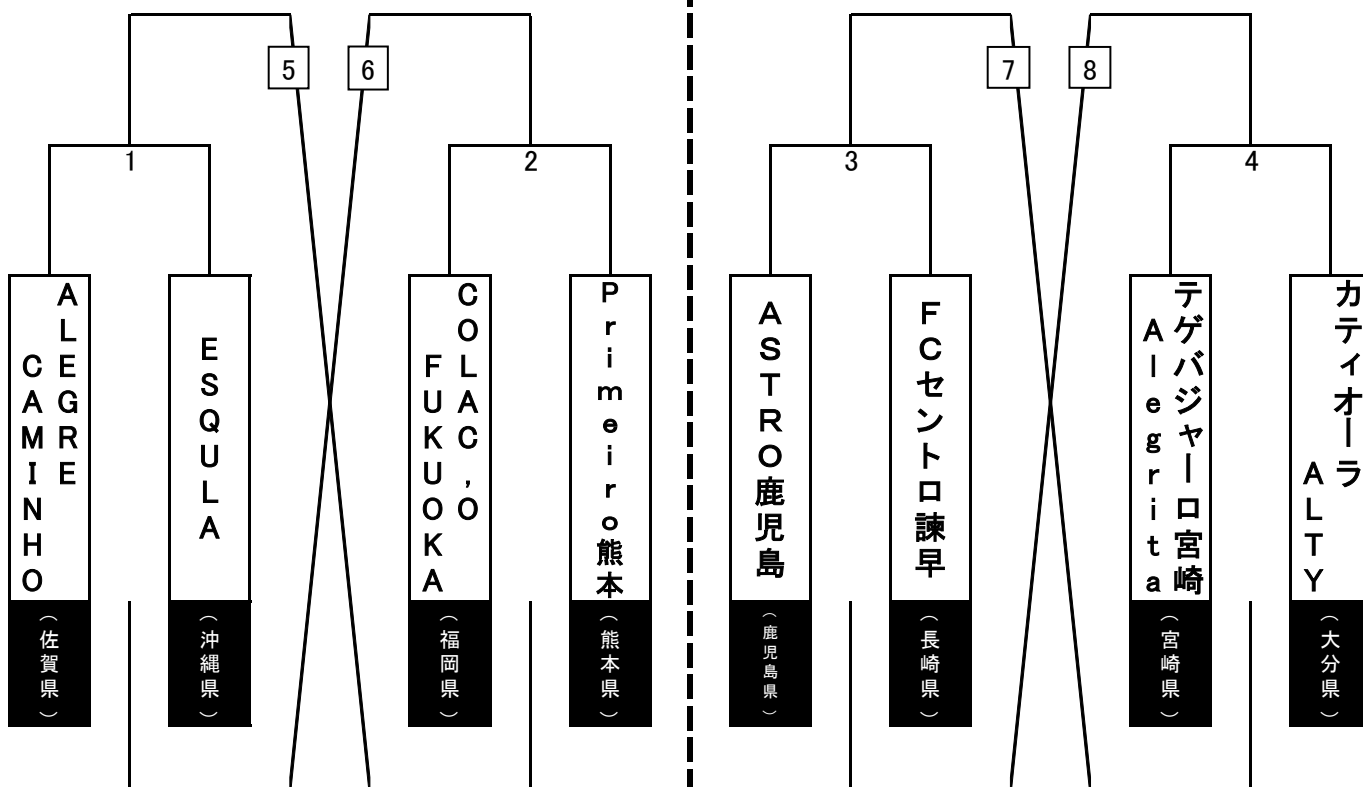 5
6
7
8
1
2
3
4
ALEGRE
CAMINHO
(佐賀県)
ESQULA
(沖縄県)
COLAC,O
FUKUOKA
(福岡県)
Primeiro熊本
(熊本県)
ASTRO鹿児島
(鹿児島県)
FCセントロ諫早
(長崎県)
テゲバジャーロ宮崎
Alegrita
(宮崎県)
カティオーラ
ALTY
(大分県)